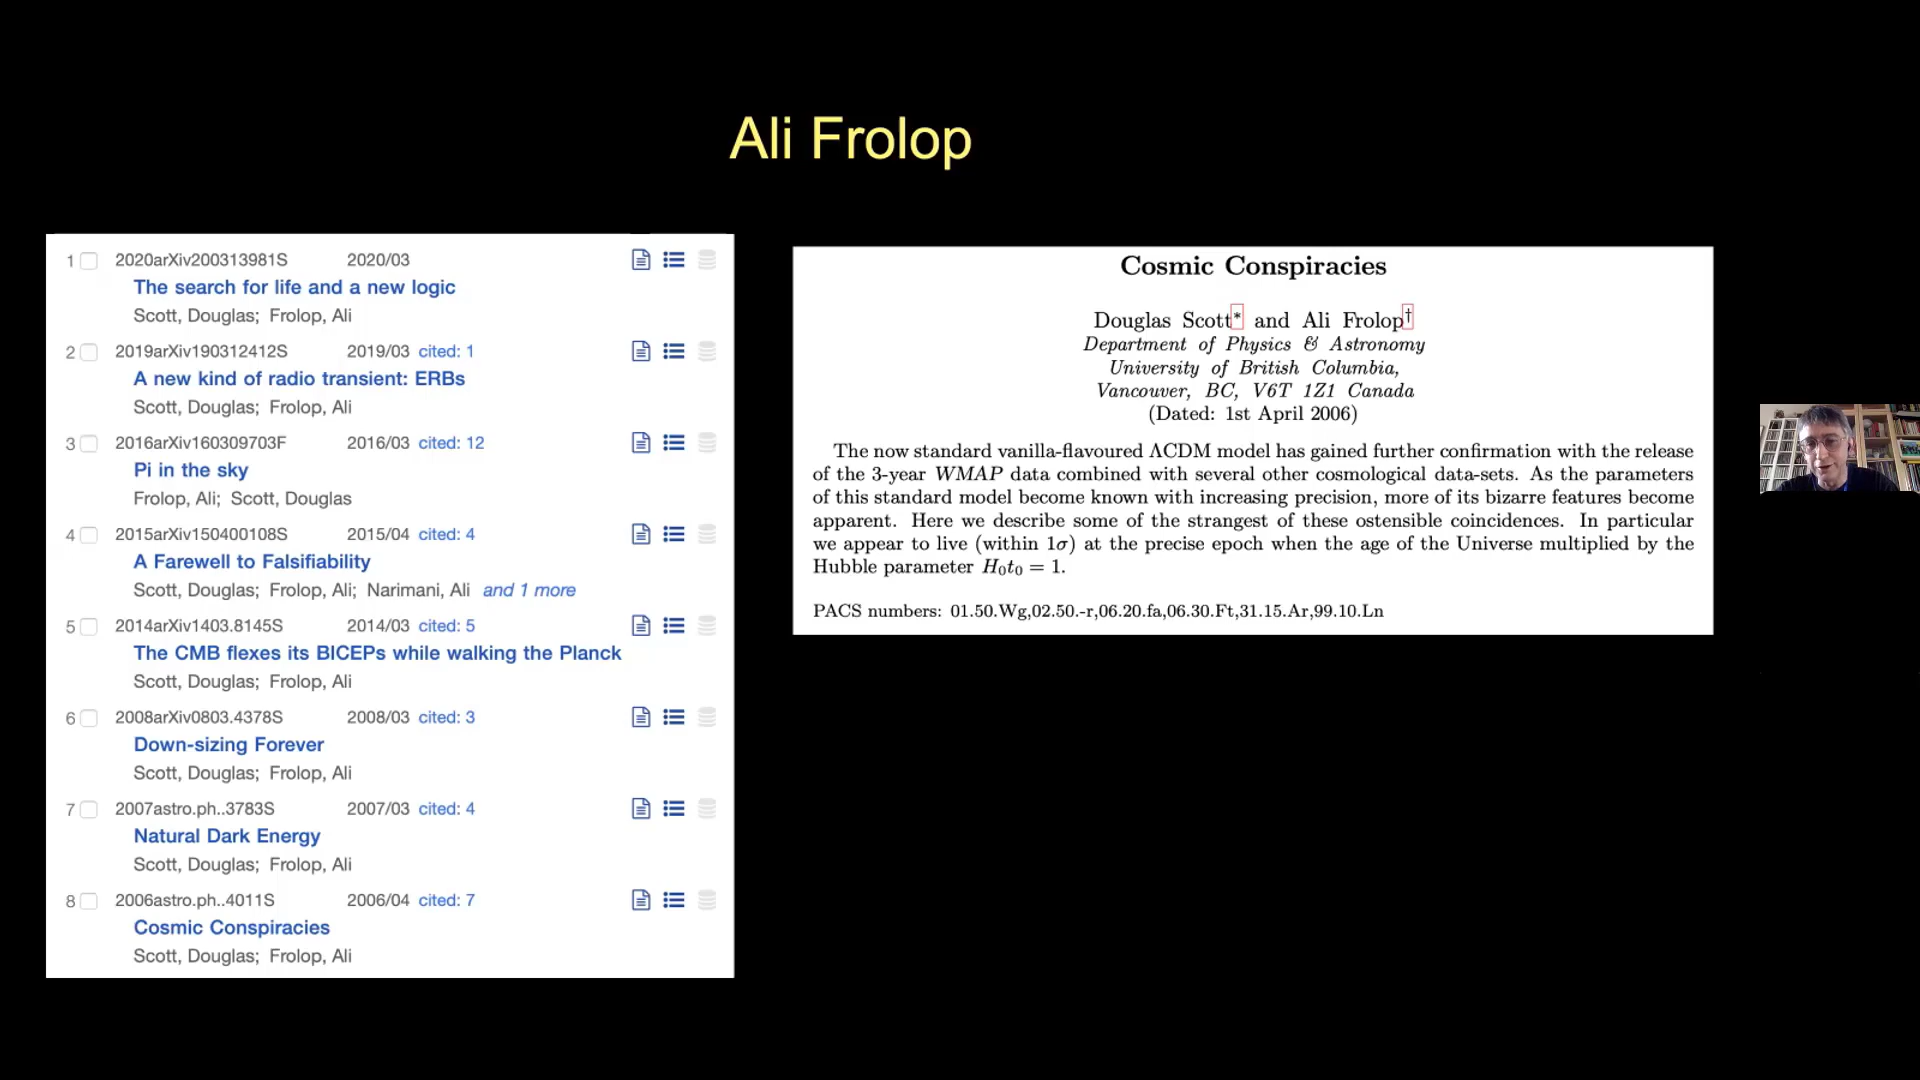 Ali Frolop
1 2020arXiv200313981S 2020/03
The search for life and a new logic
Scott, Douglas; Frolop, Ali
2 2019arXiv190312412S 2019/03 cited: 1
A new kind of radio transient: ERBs
Scott, Douglas; Frolop, Ali
3 2016arXiv160309703F 2016/03 cited: 12
Pi in the sky
Frolop, Ali; Scott, Douglas
4 2015arXiv150400108S 2015/04 cited: 4
A Farewell to Falsifiability
Scott, Douglas; Frolop, Ali; Narimani, Ali and 1 more
5 2014arXiv1403.8145S 2014/03 cited: 5
The CMB flexes its BICEPs while walking the Planck
Scott, Douglas; Frolop, Ali
6 2008arXiv0803.4378S 2008/03 cited: 3
Down-sizing Forever
Scott, Douglas; Frolop, Ali
7 2007astro.ph..3783S 2007/03 cited: 4
Natural Dark Energy
Scott, Douglas; Frolop, Ali
8 2006astro.ph..4011S 2006/04 cited: 7
Cosmic Conspiracies
Scott, Douglas; Frolop, Ali
Cosmic Conspiracies
Douglas Scott* and Ali Frolop†
Department of Physics & Astronomy
University of British Columbia,
Vancouver, BC, V6T 1Z1 Canada
(Dated: 1st April 2006)
The now standard vanilla-flavoured ΛCDM model has gained further confirmation with the release
of the 3-year WMAP data combined with several other cosmological data-sets. As the parameters
of this standard model become known with increasing precision, more of its bizarre features become
apparent. Here we describe some of the strangest of these ostensible coincidences. In particular
we appear to live (within 1σ) at the precise epoch when the age of the Universe multiplied by the
Hubble parameter H₀t₀ = 1.
PACS numbers: 01.50.Wg,02.50.-r,06.20.fa,06.30.Ft,31.15.Ar,99.10.Ln